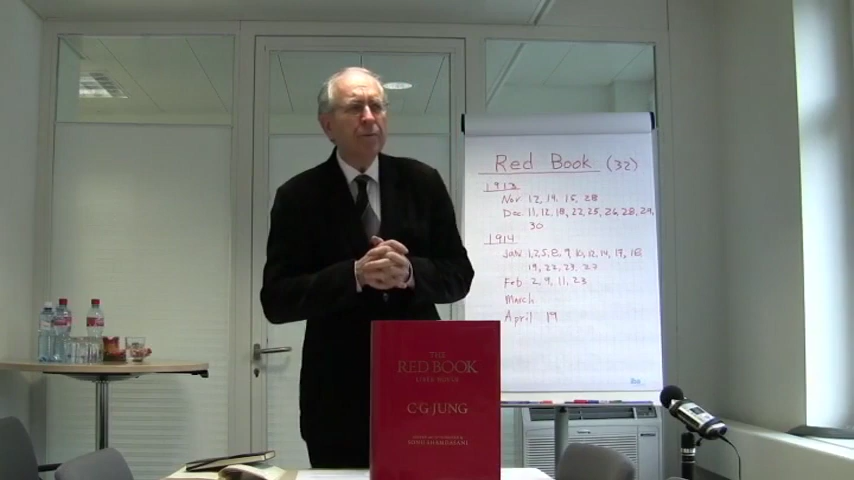 Red Book (32)
1913
Nov 12, 14, 15, 28
Dec 11, 12, 18, 22, 25, 26, 28, 29,
30
1914
Jan 1, 2, 5, 8, 9, 10, 12, 14, 17, 18
19, 22, 23, 27
Feb 2, 9, 11, 23
March
April 19
THE
RED BOOK
LIBER NOVUS
C·G JUNG
SONU SHAMDASANI